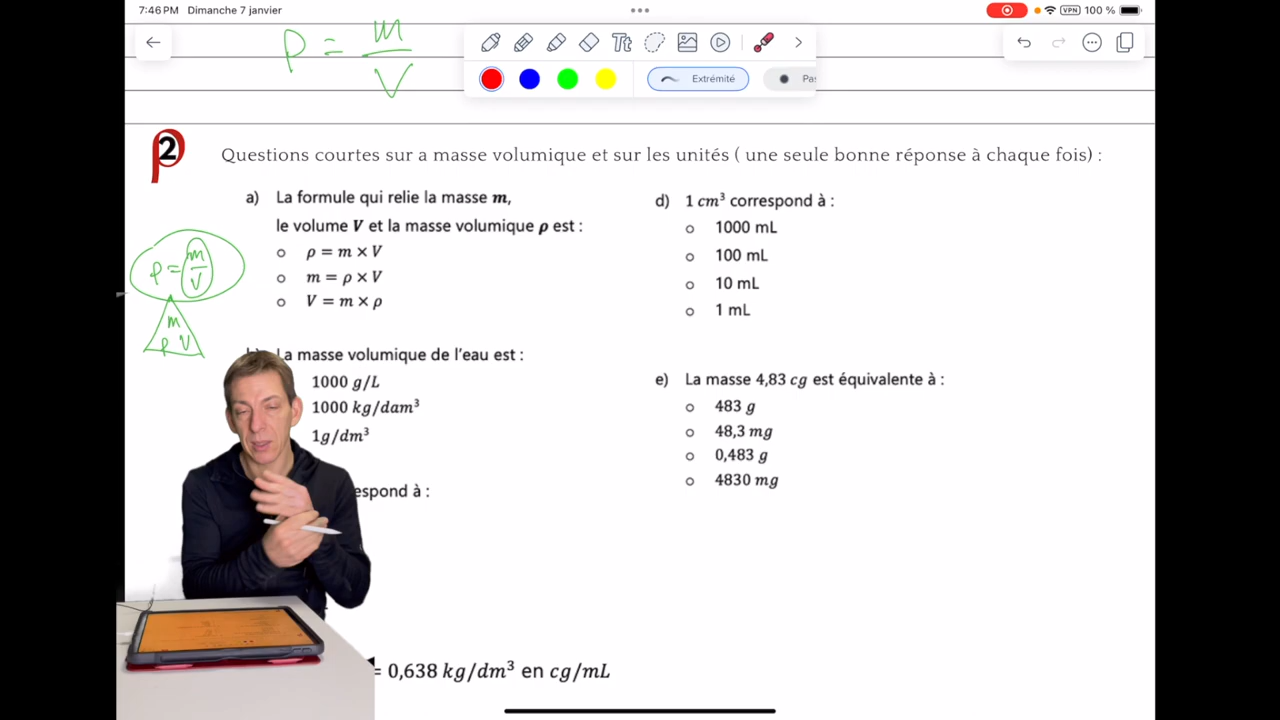 7:46 PM Dimanche 7 janvier
VPN 100 %
ρ = m/V
Tt
Extrémité
2 Questions courtes sur a masse volumique et sur les unités ( une seule bonne réponse à chaque fois) :
a) La formule qui relie la masse m,
le volume V et la masse volumique ρ est :
ρ = m × V
m = ρ × V
V = m × ρ
ρ = m/V
m
ρ V
La masse volumique de l'eau est :
1000 g/L
1000 kg/dam³
1g/dm³
espond à :
= 0,638 kg/dm³ en cg/mL
d) 1 cm³ correspond à :
1000 mL
100 mL
10 mL
1 mL
e) La masse 4,83 cg est équivalente à :
483 g
48,3 mg
0,483 g
4830 mg